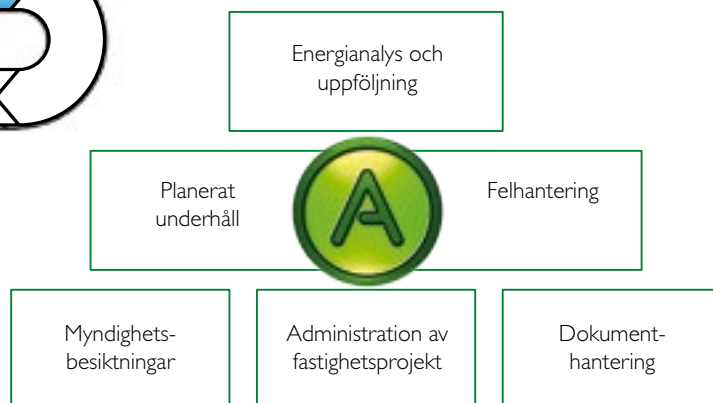 Energianalys och
uppföljning
Planerat
underhåll
A
Felhantering
Myndighets-
besiktningar
Administration av
fastighetsprojekt
Dokument-
hantering